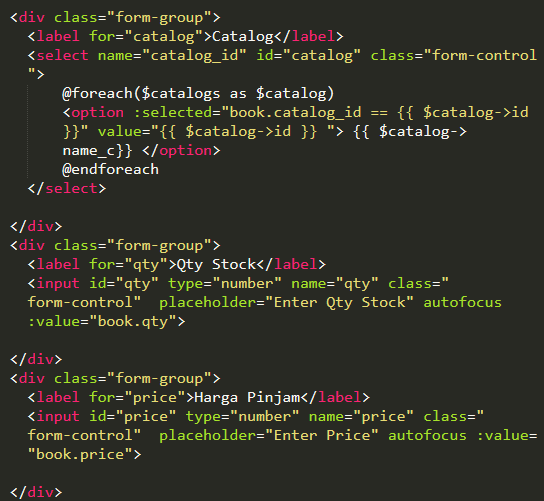 <div class="form-group">
<label for="catalog">Catalog</label>
<select name="catalog_id" id="catalog" class="form-control
">
@foreach($catalogs as $catalog)
<option :selected="book.catalog_id == {{ $catalog->id
}}" value="{{ $catalog->id }} "> {{ $catalog->
name_c}} </option>
@endforeach
</select>
</div>
<div class="form-group">
<label for="qty">Qty Stock</label>
<input id="qty" type="number" name="qty" class="
form-control"  placeholder="Enter Qty Stock" autofocus
:value="book.qty">
</div>
<div class="form-group">
<label for="price">Harga Pinjam</label>
<input id="price" type="number" name="price" class="
form-control"  placeholder="Enter Price" autofocus :value=
"book.price">
</div>